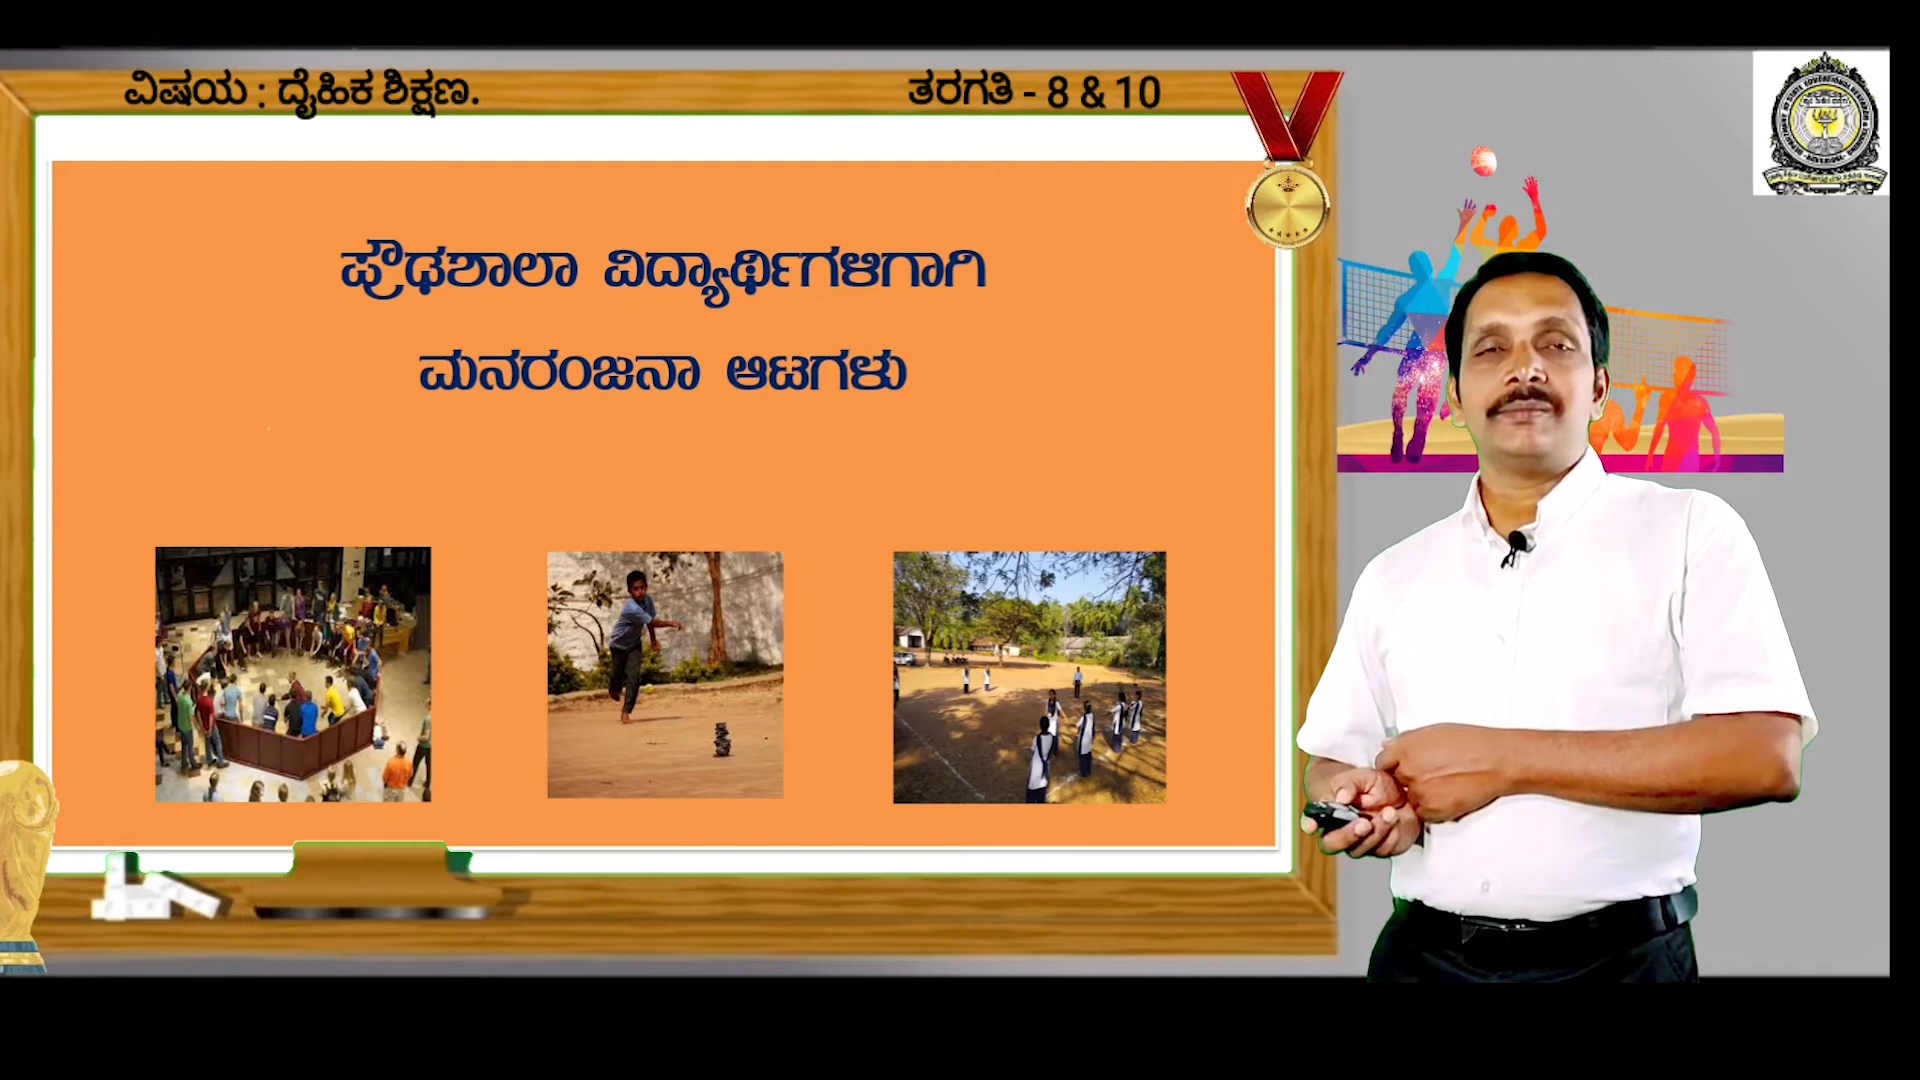 ವಿಷಯ : ದೈಹಿಕ ಶಿಕ್ಷಣ.
ತರಗತಿ - 8 & 10
ಪ್ರೌಢಶಾಲಾ ವಿದ್ಯಾರ್ಥಿಗಳಿಗಾಗಿ
ಮನರಂಜನಾ ಆಟಗಳು